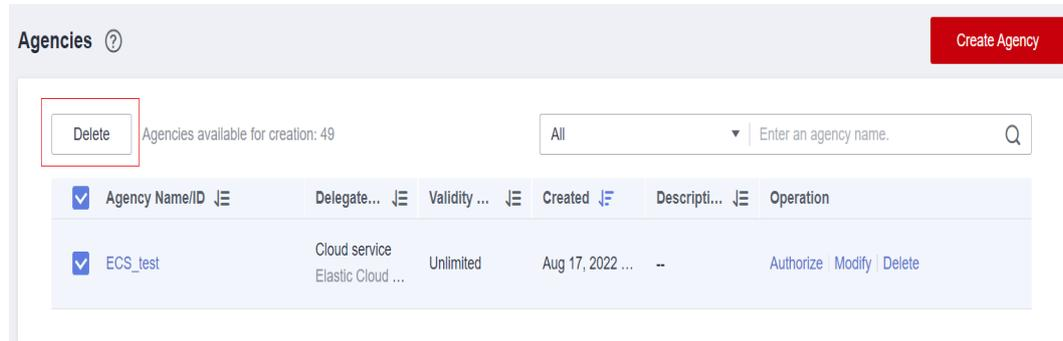 Agencies ?
Create Agency
Delete Agencies available for creation: 49 All Enter an agency name.
Agency Name/ID Delegate... Validity ... Created Descripti... Operation
Cloud service
ECS_test Unlimited Aug 17, 2022 ... -- Authorize Modify Delete
Elastic Cloud ...